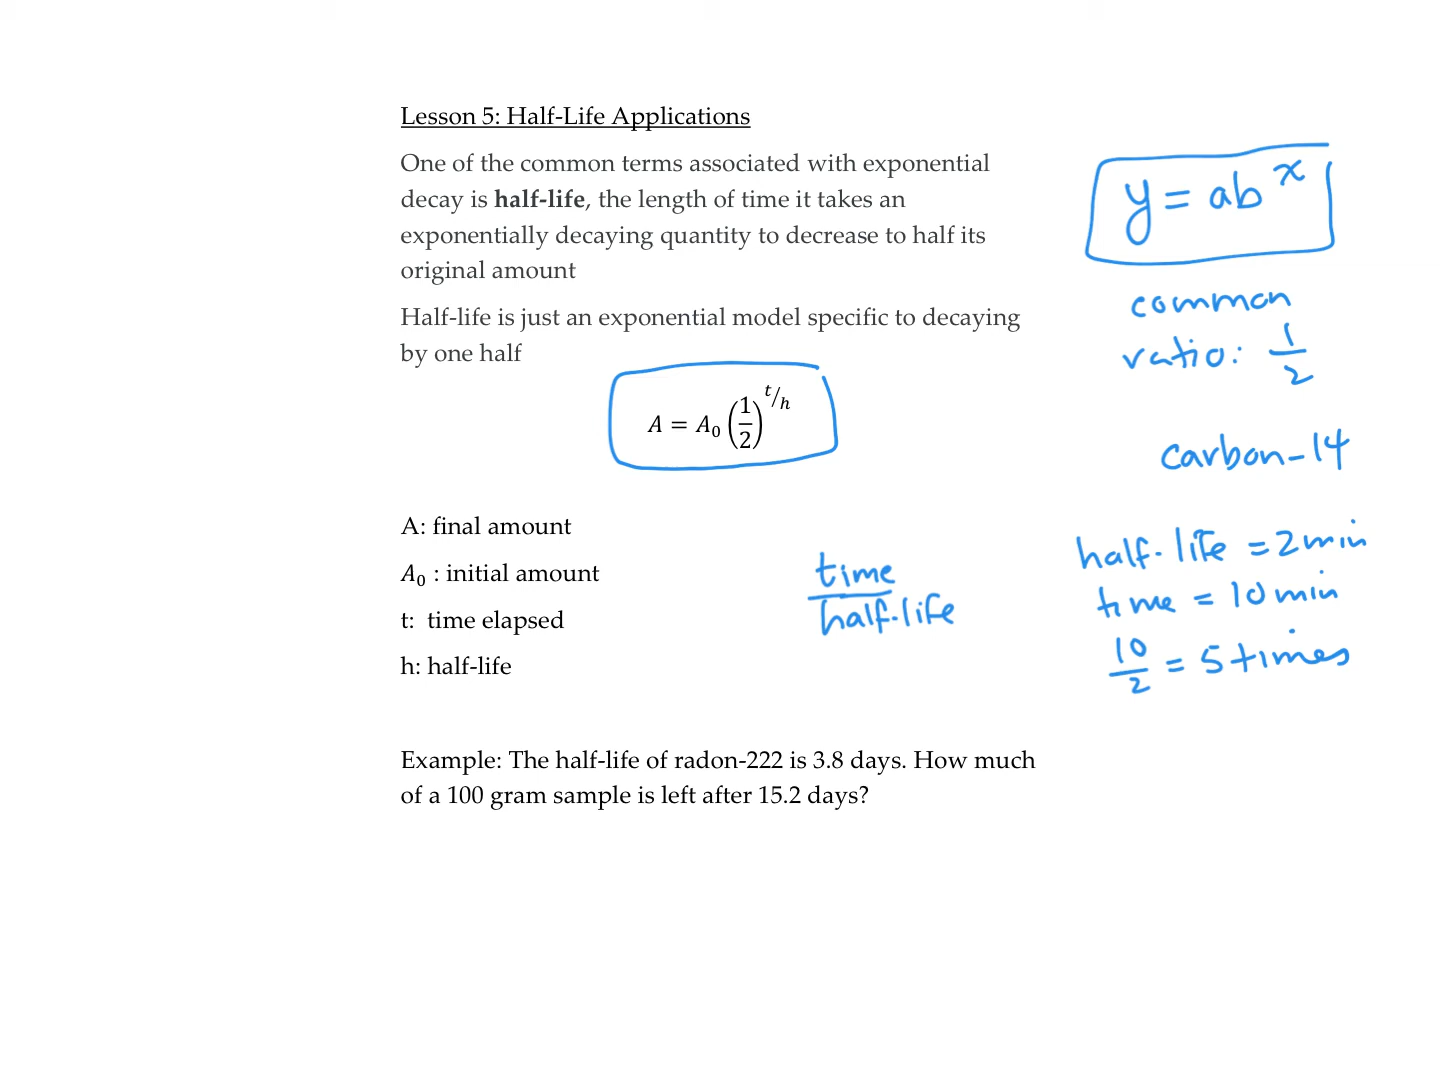 Lesson 5: Half-Life Applications
One of the common terms associated with exponential
decay is half-life, the length of time it takes an
exponentially decaying quantity to decrease to half its
original amount
Half-life is just an exponential model specific to decaying
by one half
A = A₀ (1/2)^(t/h)
A: final amount
A₀ : initial amount
t: time elapsed
h: half-life
time
half-life
Example: The half-life of radon-222 is 3.8 days. How much
of a 100 gram sample is left after 15.2 days?
y = ab^x
common
ratio: 1/2
carbon-14
half-life = 2 min
time = 10 min
10/2 = 5 times